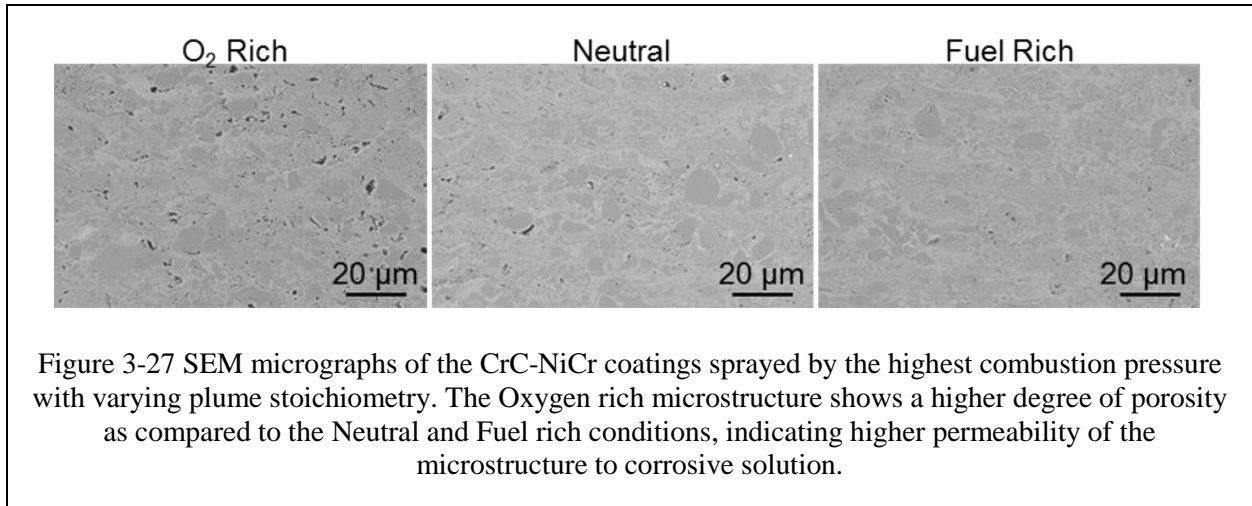 O₂ Rich
Neutral
Fuel Rich
20 μm
20 μm
20 μm
Figure 3-27 SEM micrographs of the CrC-NiCr coatings sprayed by the highest combustion pressure
with varying plume stoichiometry. The Oxygen rich microstructure shows a higher degree of porosity
as compared to the Neutral and Fuel rich conditions, indicating higher permeability of the
microstructure to corrosive solution.